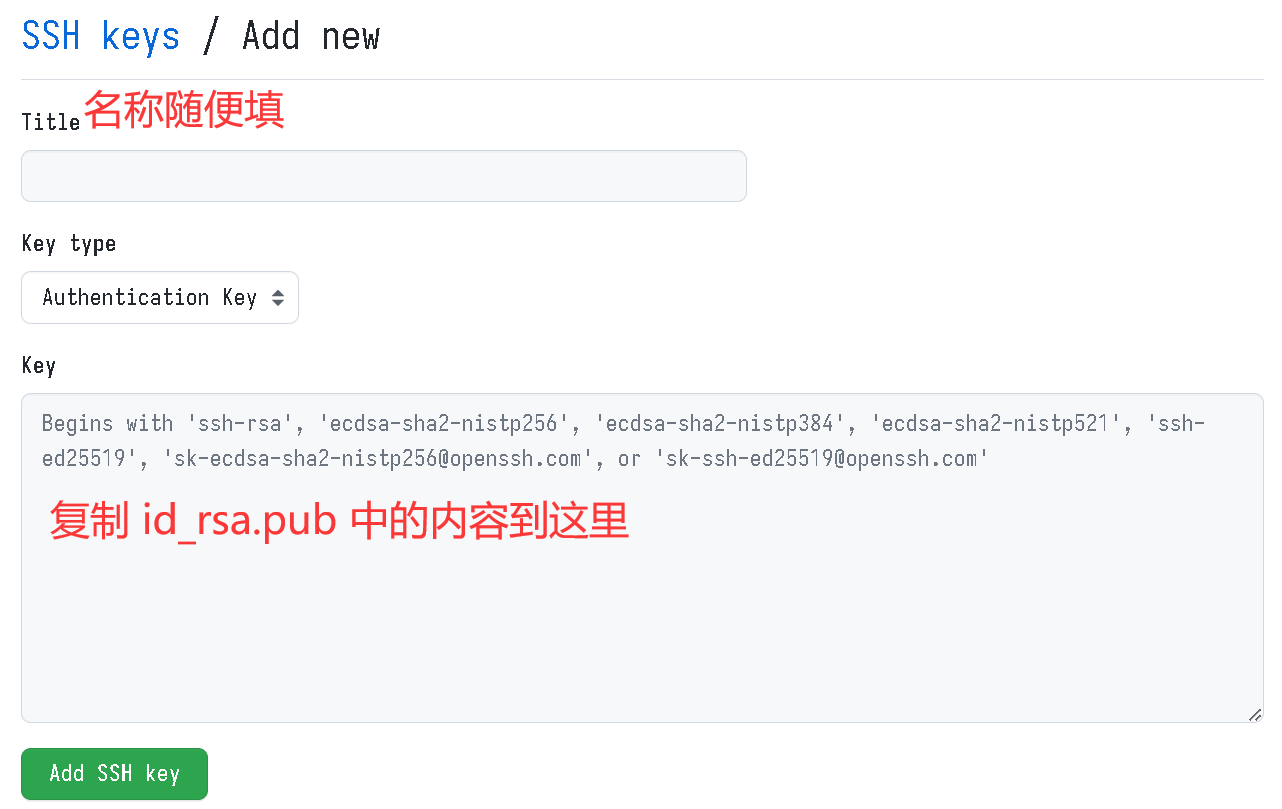 SSH keys / Add new
Title 名称随便填
Key type
Authentication Key
Key
Begins with 'ssh-rsa', 'ecdsa-sha2-nistp256', 'ecdsa-sha2-nistp384', 'ecdsa-sha2-nistp521', 'ssh-
ed25519', 'sk-ecdsa-sha2-nistp256@openssh.com', or 'sk-ssh-ed25519@openssh.com'
复制 id_rsa.pub 中的内容到这里
Add SSH key